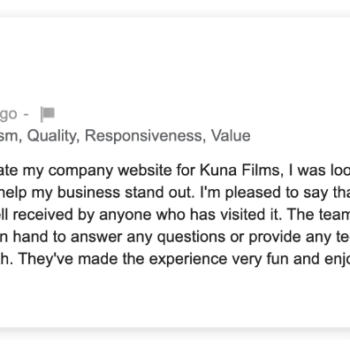 go -
sm, Quality, Responsiveness, Value
ate my company website for Kuna Films, I was loo
help my business stand out. I'm pleased to say tha
ll received by anyone who has visited it. The team
n hand to answer any questions or provide any te
h. They've made the experience very fun and enjo